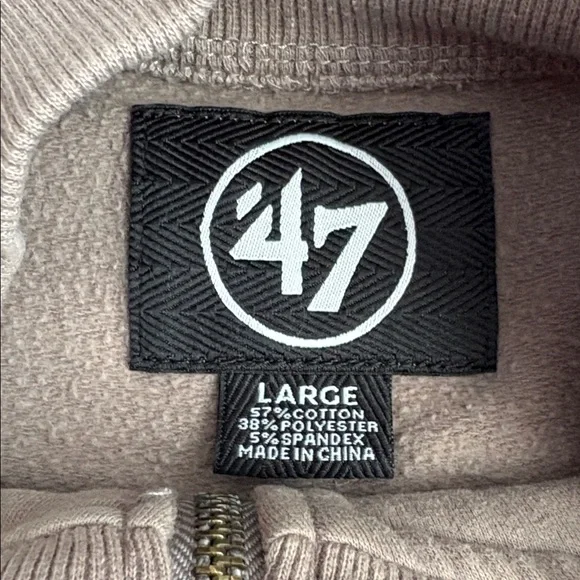 '47
LARGE
57% COTTON
38% POLYESTER
5% SPANDEX
MADE IN CHINA